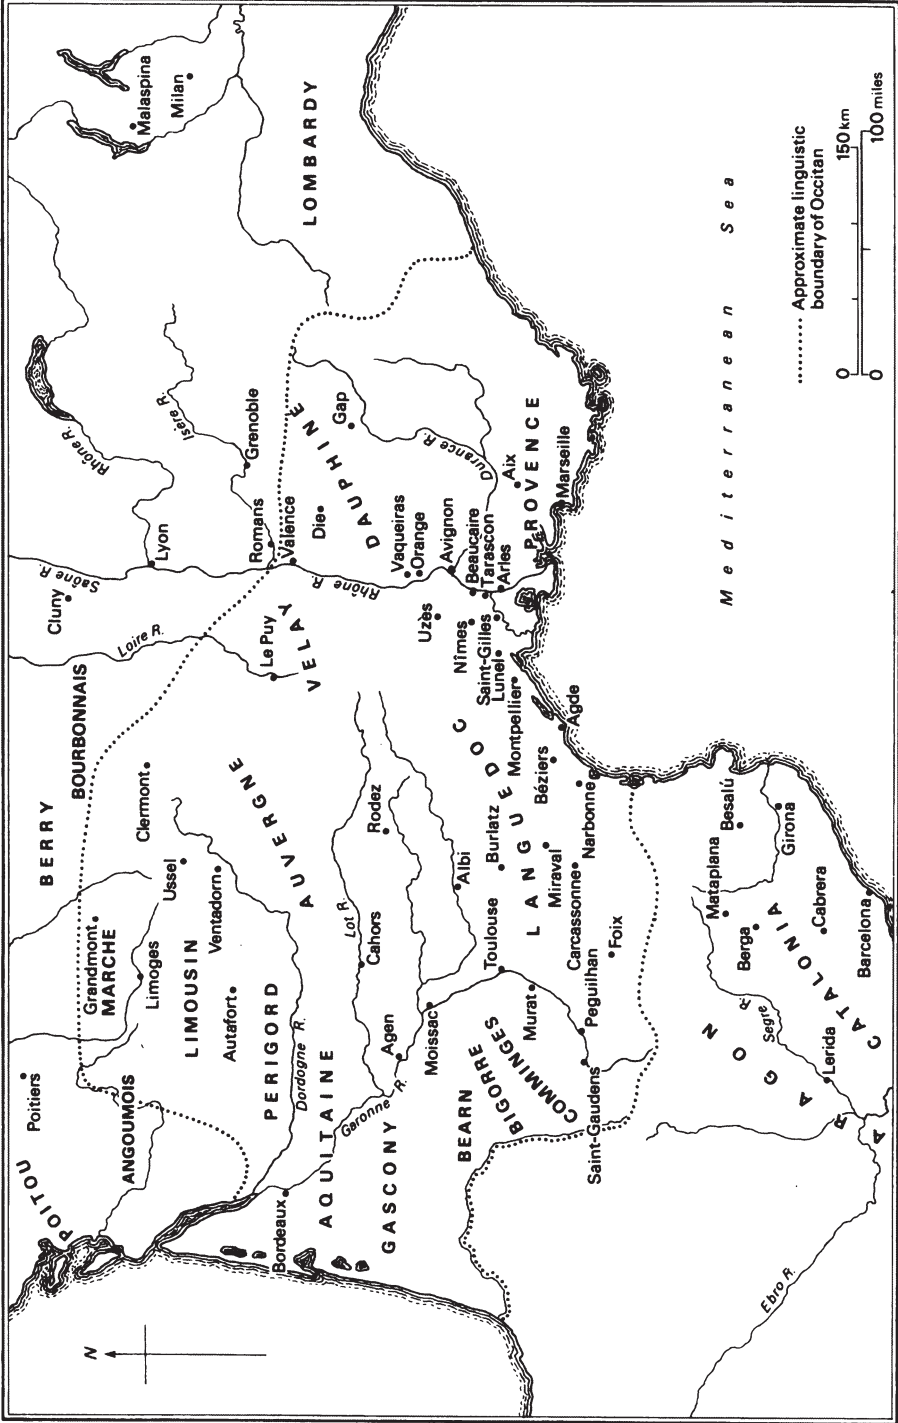 N
POITOU
Poitiers
BERRY
BOURBONNAIS
Loire R.
Cluny
Saône R.
Lyon
Rhône R.
Isere R.
Malaspina
Milan
LOMBARDY
ANGOUMOIS
Grandmont
MARCHE
Limoges
LIMOUSIN
Ussel
Ventadorn
Autafort
Clermont
AUVERGNE
Le Puy
VELAY
Romans
Valence
Grenoble
Die
DAUPHINE
Gap
Bordeaux
PERIGORD
Dordogne R.
AQUITAINE
Garonne R.
GASCONY
Agen
Moissac
Lot R.
Cahors
Rodez
Albi
Rhône R.
Vaqueiras
Orange
Avignon
Uzès
Beaucaire
Tarascon
Arles
Nîmes
Saint-Gilles
Lunel
Montpellier
Durance R.
Aix
PROVENCE
Marseille
BEARN
BIGORRE
COMMINGES
Toulouse
Burlatz
LANGUEDOC
Murat
Miraval
Béziers
Agde
Carcassonne
Narbonne
Peguilhan
Foix
Saint-Gaudens
ARAGON
Segre R.
Lerida
CATALONIA
Mataplana
Berga
Besalú
Girona
Cabrera
Barcelona
Ebro R.
Mediterranean Sea
Approximate linguistic
boundary of Occitan
0 150 km
0 100 miles